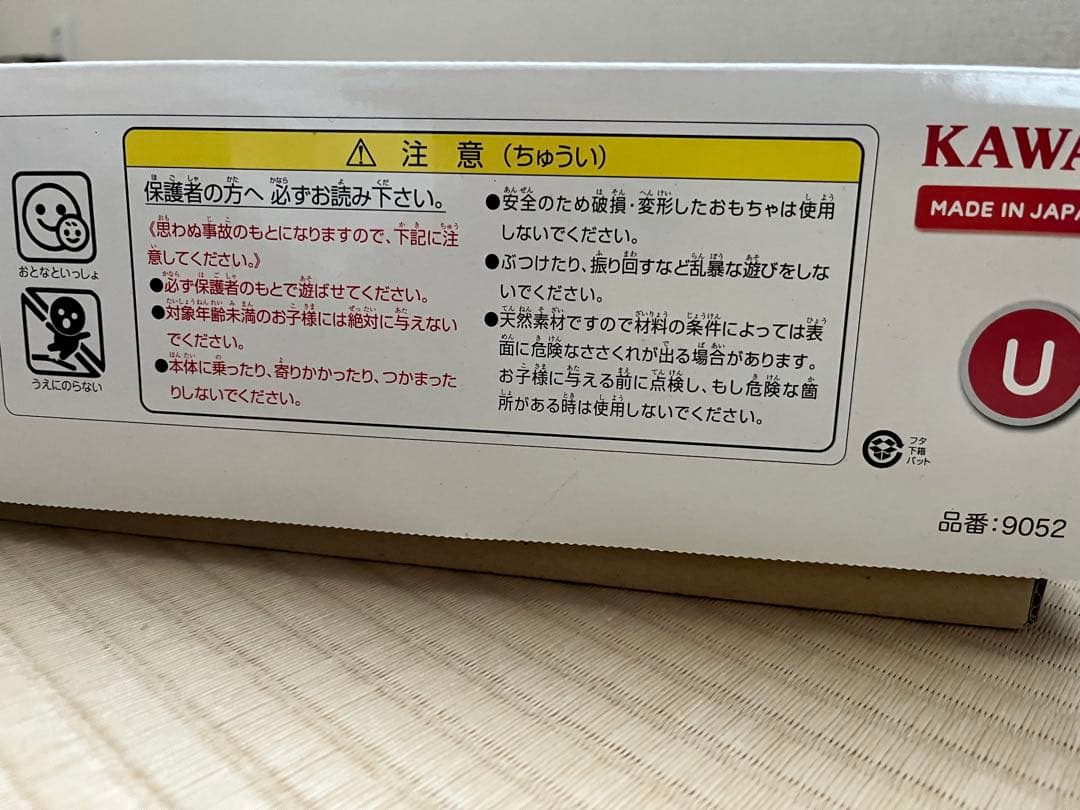 ⚠ 注意（ちゅうい）
保護者の方へ 必ずお読み下さい。
《思わぬ事故のもとになりますので、下記に注
意してください。》
●必ず保護者のもとで遊ばせてください。
●対象年齢未満のお子様には絶対に与えない
でください。
●本体に乗ったり、寄りかかったり、つかまった
りしないでください。
●安全のため破損・変形したおもちゃは使用
しないでください。
●ぶつけたり、振り回すなど乱暴な遊びをしな
いでください。
●天然素材ですので材料の条件によっては表
面に危険なささくれが出る場合があります。
お子様に与える前に点検し、もし危険な箇
所がある時は使用しないでください。
おとなといっしょ
うえにのらない
KAWA
MADE IN JAPA
U
フタ
下箱
パット
品番：9052